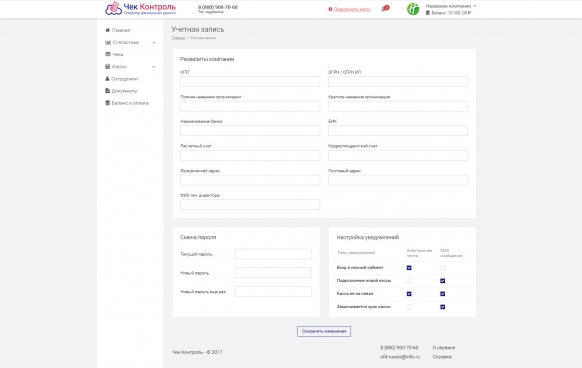 Чек Контроль
Оператор фискальных данных
8 (800) 900-70-60
Тех. поддержка
Подключить кассу
Название компании
Баланс: 10 000,00 ₽
Главная
Статистика
Чеки
Кассы
Сотрудники
Документы
Баланс и оплата
Учетная запись
Главная / Учетная запись
Реквизиты компании
КПП
ОГРН / ОГРН ИП
Полное название организации
Краткое название организации
Наименование банка
БИК
Расчетный счет
Корреспондентский счет
Юридический адрес
Почтовый адрес
ФИО ген. директора
Смена пароля
Текущий пароль
Новый пароль
Новый пароль еще раз
Настройка уведомлений
Типы уведомлений
Электронная почта
SMS сообщение
Вход в личный кабинет
Подключение новой кассы
Касса не на связи
Заканчивается срок кассы
Сохранить изменения
Чек Контроль - © 2017
8 (800) 900-70-60
ofd-russia@info.ru
О сервисе
Справка